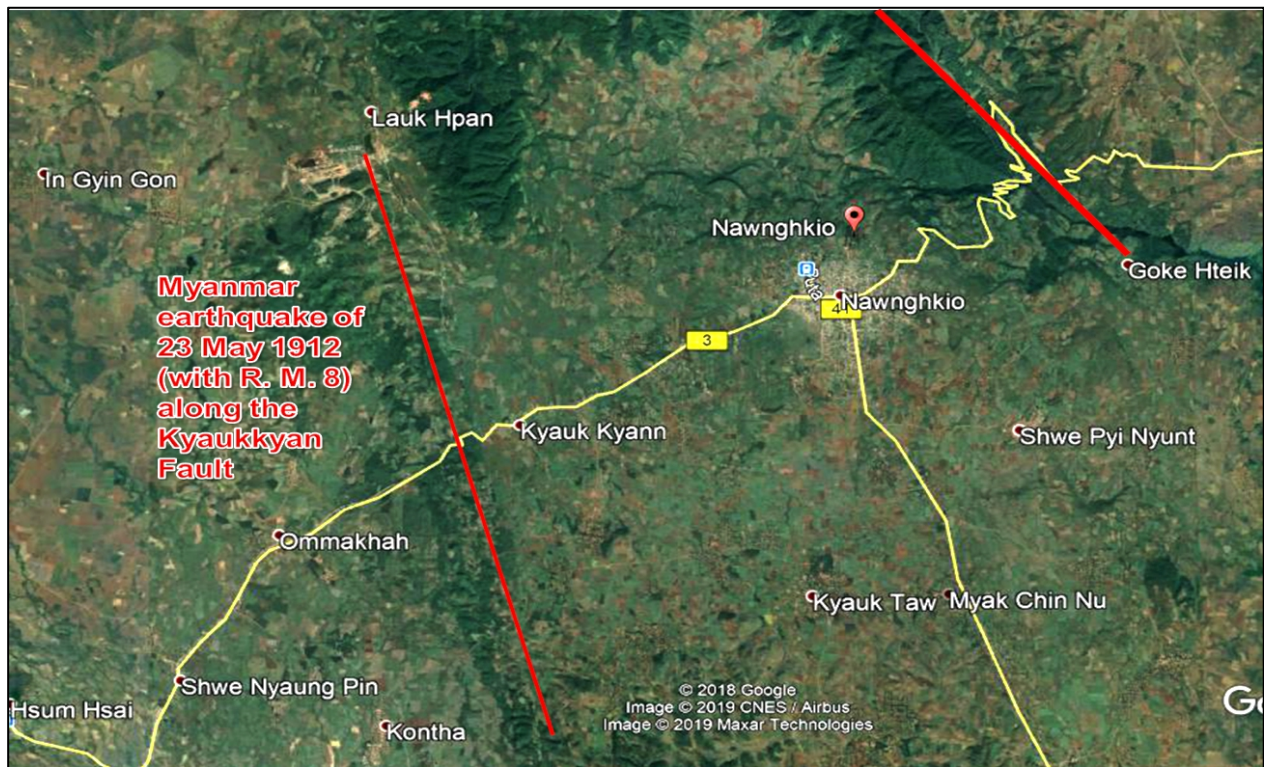 Lauk Hpan
In Gyin Gon
Nawnghkio
Goke Hteik
Myanmar
earthquake of
23 May 1912
(with R. M. 8)
along the
Kyaukkyan
Fault
Nawnghkio
3
Kyauk Kyann
Shwe Pyi Nyunt
Ommakhah
Kyauk Taw
Myak Chin Nu
Shwe Nyaung Pin
Hsum Hsai
Kontha
© 2018 Google
Image © 2019 CNES / Airbus
Image © 2019 Maxar Technologies